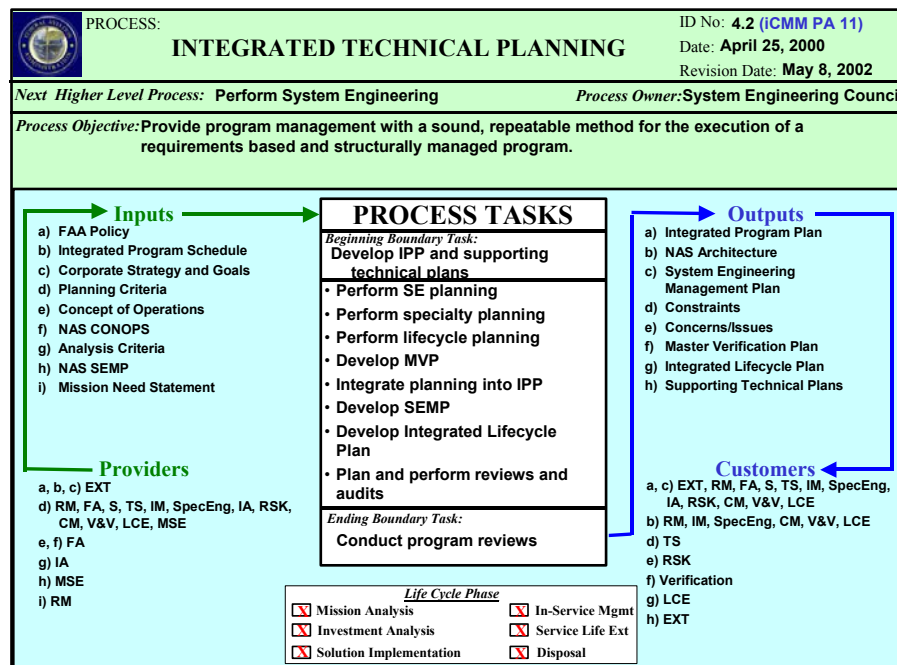 PROCESS:
INTEGRATED TECHNICAL PLANNING
ID No: 4.2 (iCMM PA 11)
Date: April 25, 2000
Revision Date: May 8, 2002
Next Higher Level Process: Perform System Engineering
Process Owner:System Engineering Counci
Process Objective:Provide program management with a sound, repeatable method for the execution of a
requirements based and structurally managed program.
Inputs
a) FAA Policy
b) Integrated Program Schedule
c) Corporate Strategy and Goals
d) Planning Criteria
e) Concept of Operations
f) NAS CONOPS
g) Analysis Criteria
h) NAS SEMP
i) Mission Need Statement
Providers
a, b, c) EXT
d) RM, FA, S, TS, IM, SpecEng, IA, RSK,
CM, V&V, LCE, MSE
e, f) FA
g) IA
h) MSE
i) RM
PROCESS TASKS
Beginning Boundary Task:
Develop IPP and supporting
technical plans
• Perform SE planning
• Perform specialty planning
• Perform lifecycle planning
• Develop MVP
• Integrate planning into IPP
• Develop SEMP
• Develop Integrated Lifecycle
Plan
• Plan and perform reviews and
audits
Ending Boundary Task:
Conduct program reviews
Outputs
a) Integrated Program Plan
b) NAS Architecture
c) System Engineering
Management Plan
d) Constraints
e) Concerns/Issues
f) Master Verification Plan
g) Integrated Lifecycle Plan
h) Supporting Technical Plans
Customers
a, c) EXT, RM, FA, S, TS, IM, SpecEng,
IA, RSK, CM, V&V, LCE
b) RM, IM, SpecEng, CM, V&V, LCE
d) TS
e) RSK
f) Verification
g) LCE
h) EXT
Life Cycle Phase
X Mission Analysis
X In-Service Mgmt
X Investment Analysis
X Service Life Ext
X Solution Implementation
X Disposal